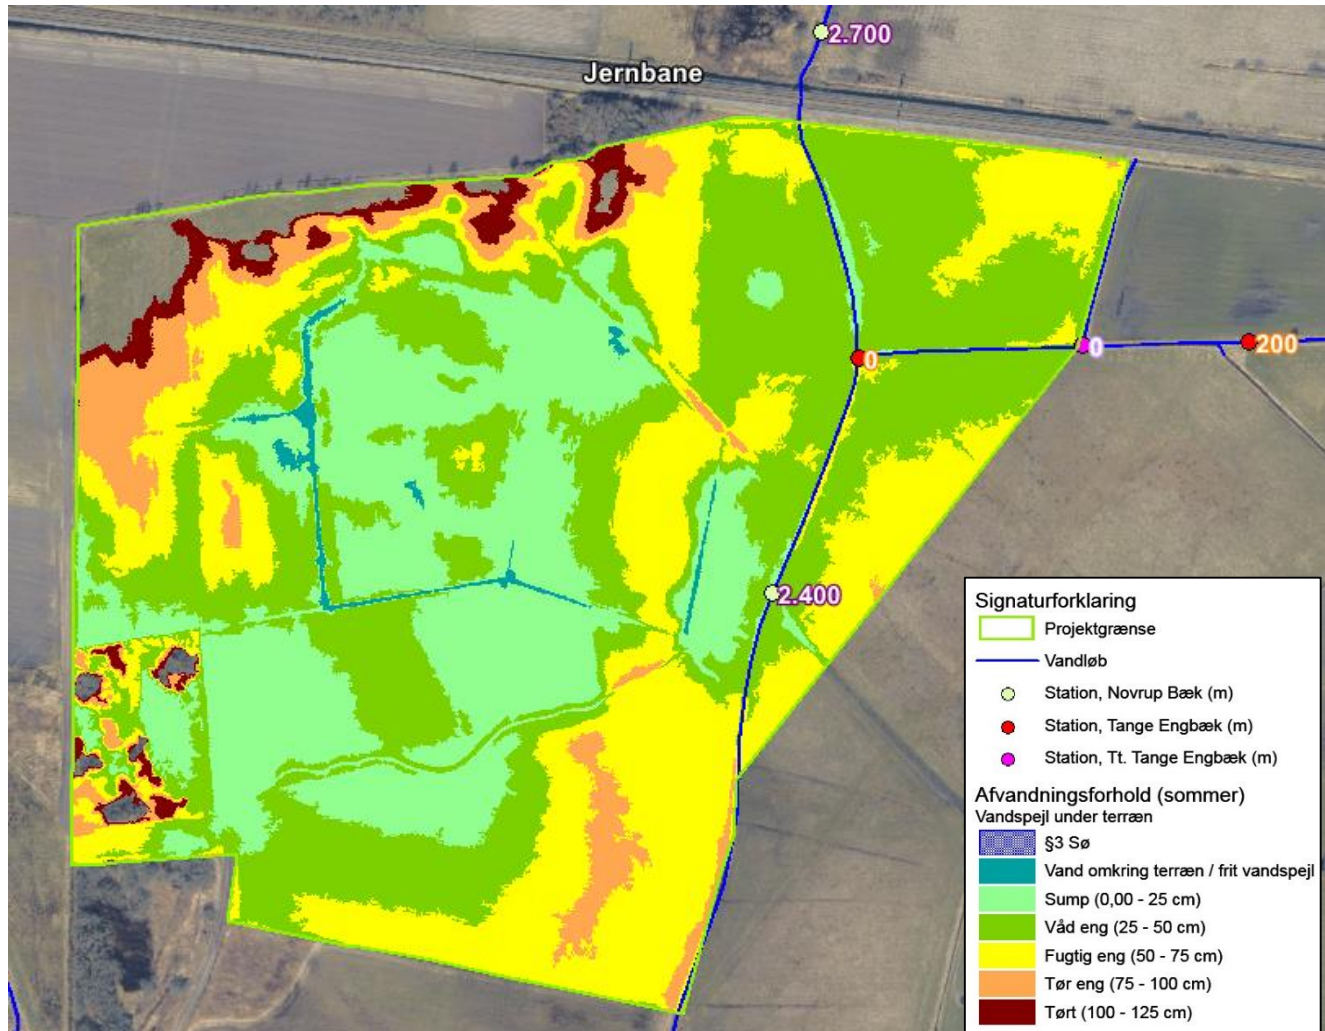 2.700
Jernbane
0
0
200
2.400
Signaturforklaring
Projektgrænse
Vandløb
Station, Novrup Bæk (m)
Station, Tange Engbæk (m)
Station, Tt. Tange Engbæk (m)
Afvandningsforhold (sommer)
Vandspejl under terræn
§3 Sø
Vand omkring terræn / frit vandspejl
Sump (0,00 - 25 cm)
Våd eng (25 - 50 cm)
Fugtig eng (50 - 75 cm)
Tør eng (75 - 100 cm)
Tørt (100 - 125 cm)